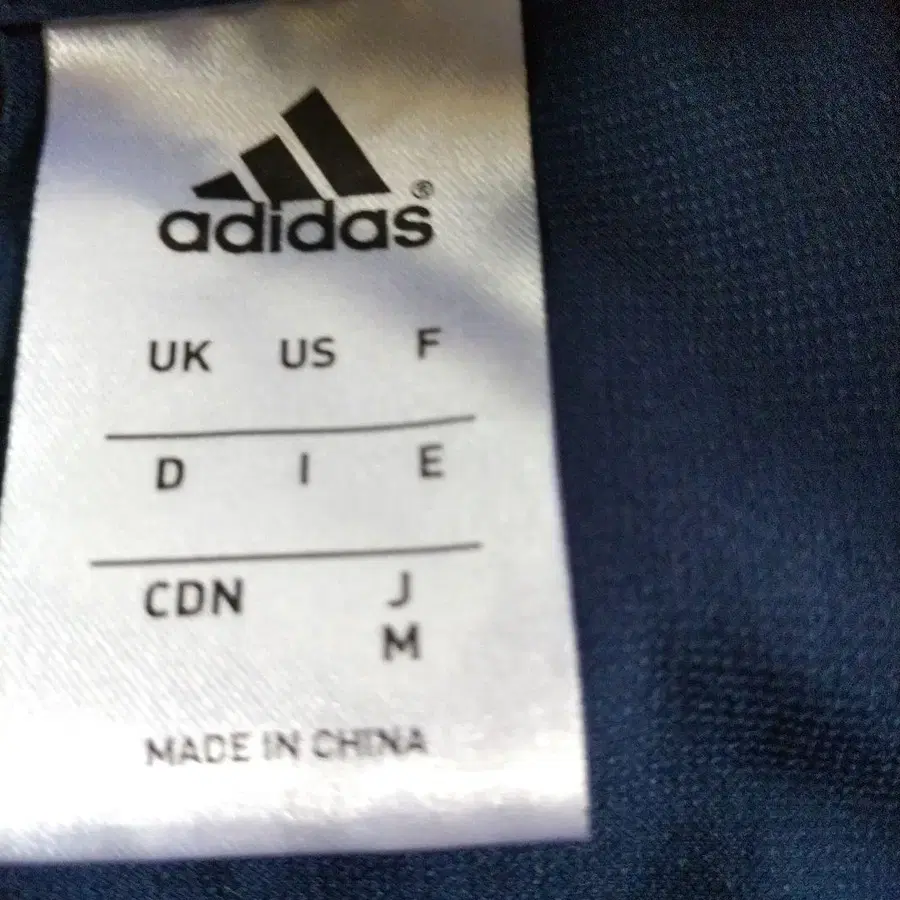 adidas®
UK US F
D I E
CDN J
M
MADE IN CHINA